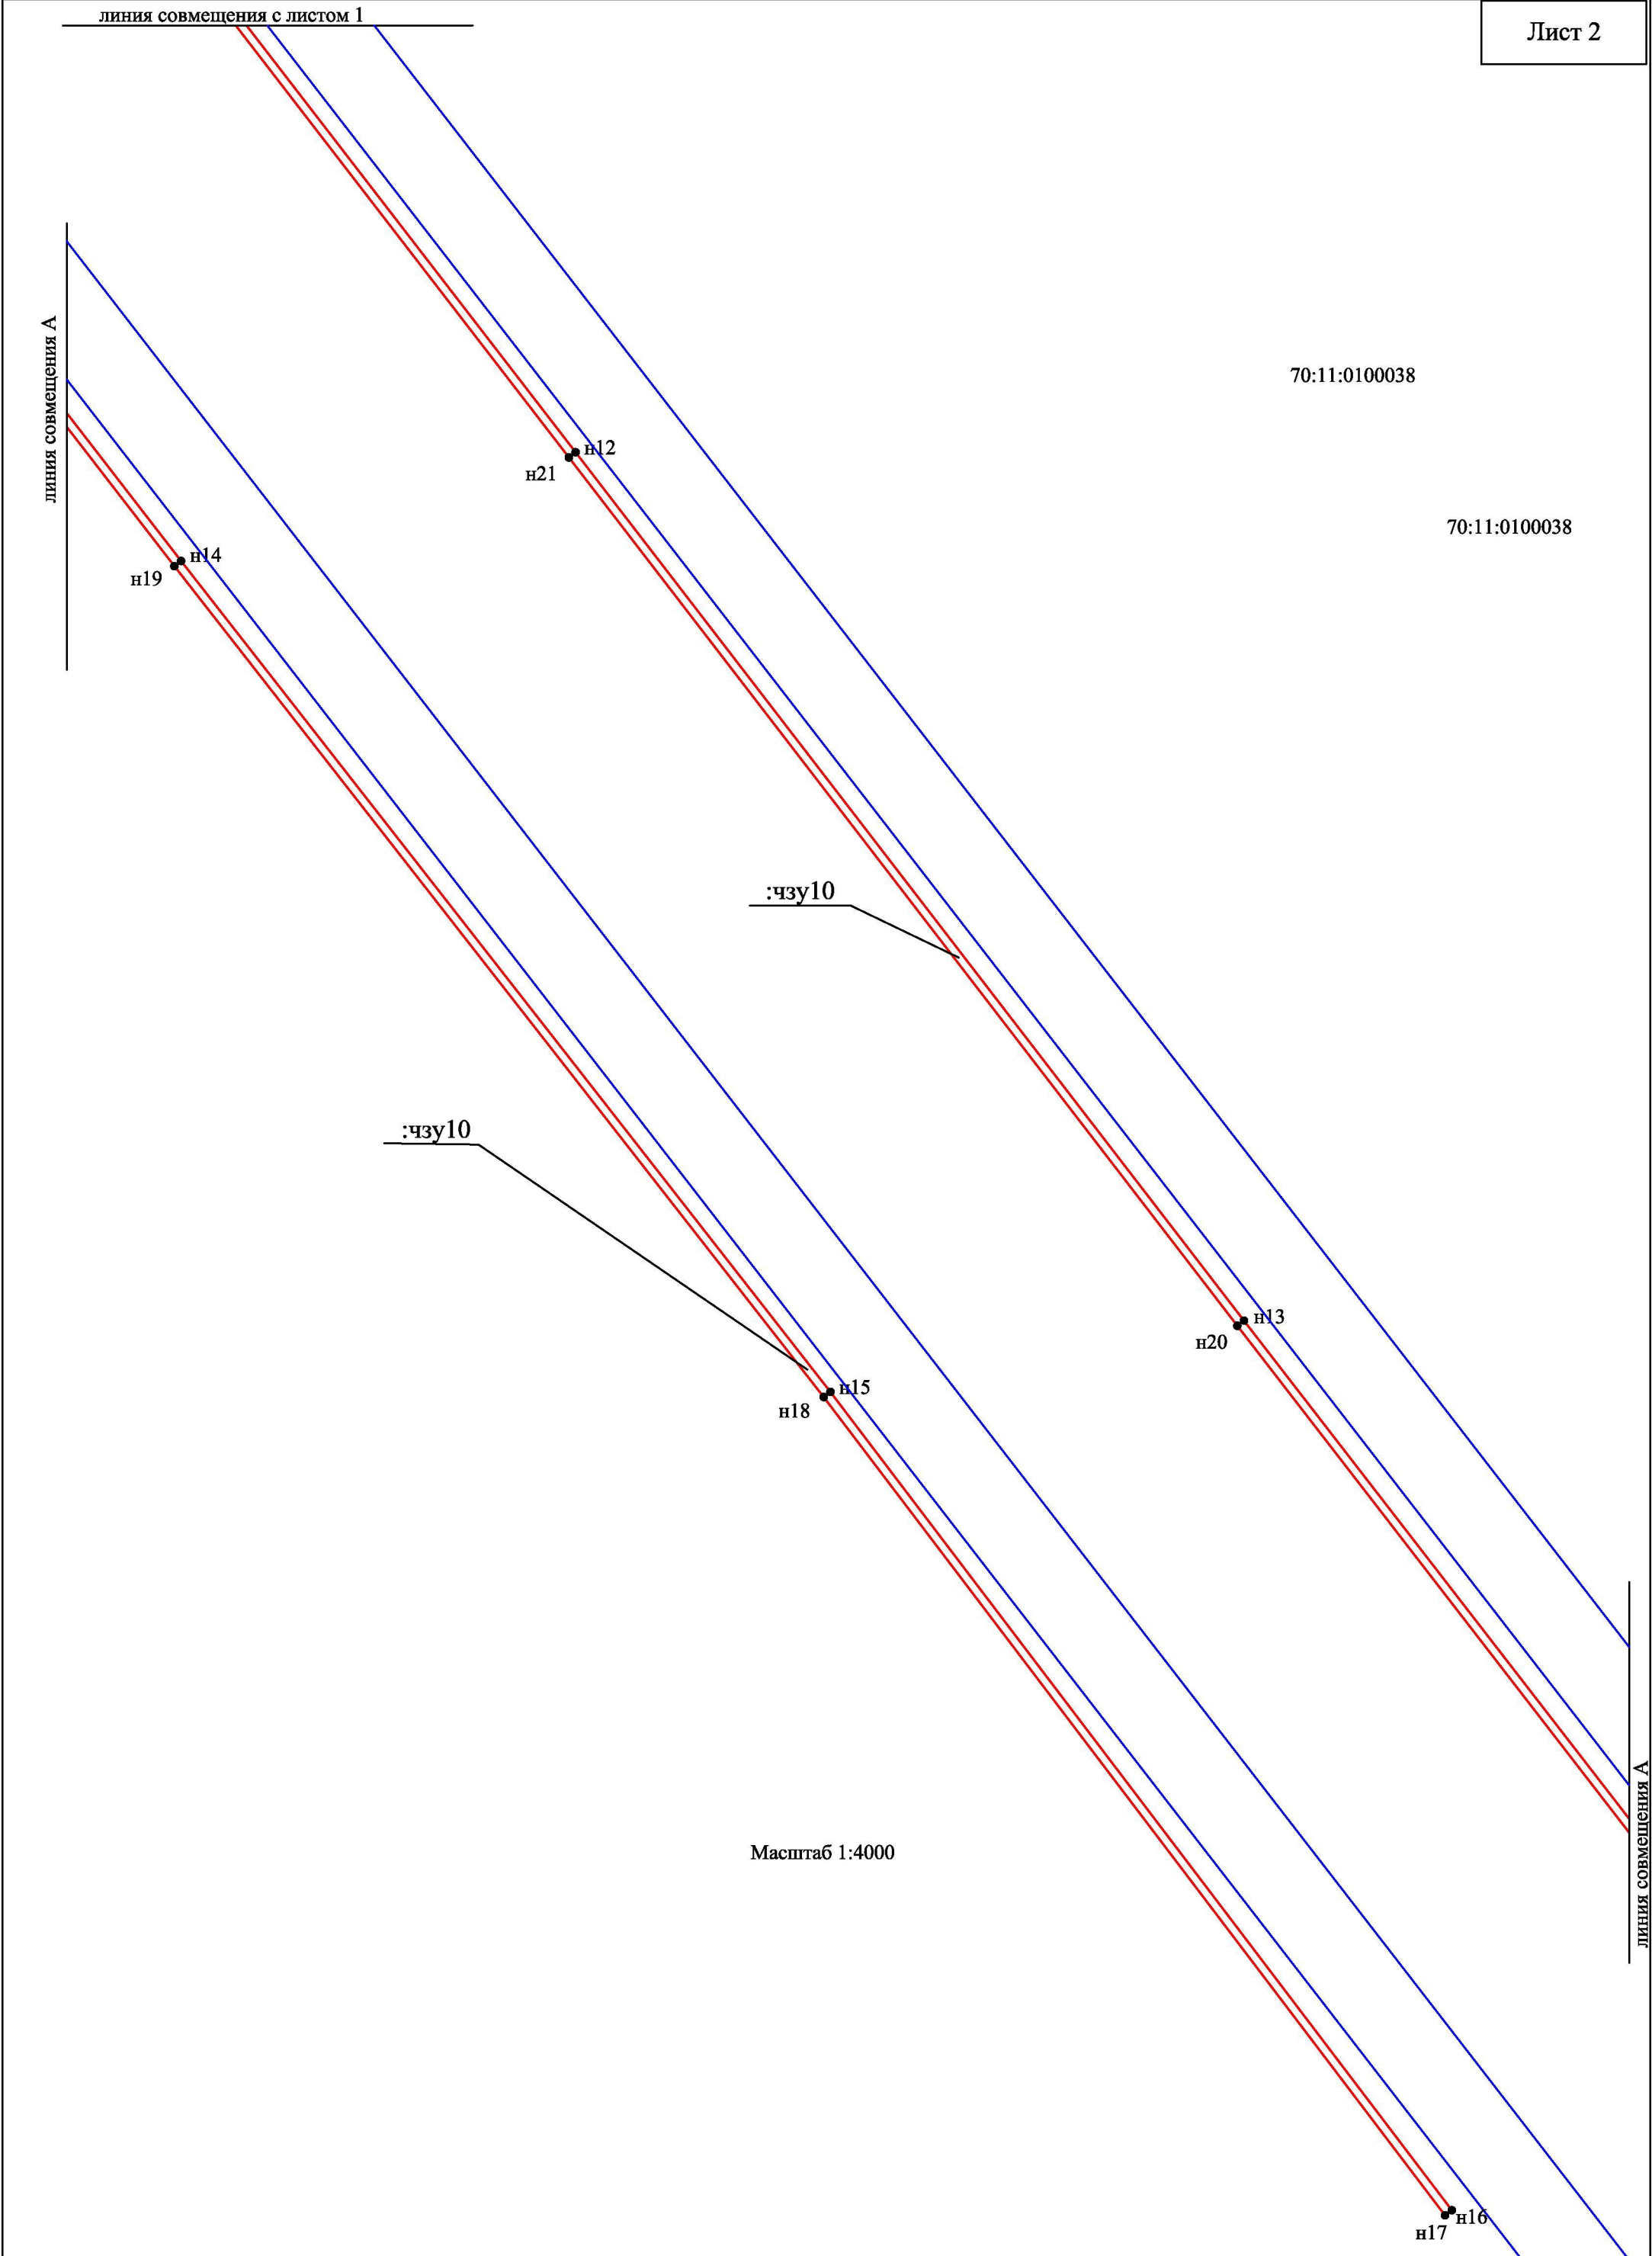 линия совмещения с листом 1
Лист 2
линия совмещения А
70:11:0100038
н12
н21
70:11:0100038
н14
н19
:чзу10
:чзу10
н13
н20
н15
н18
линия совмещения А
Масштаб 1:4000
н16
н17